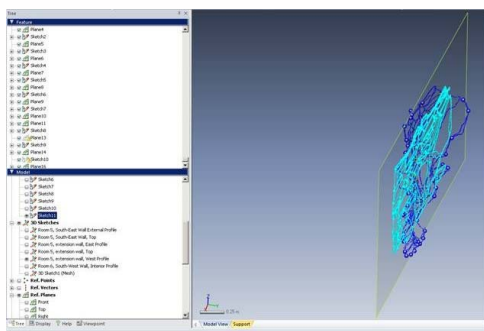 Tree
Feature
Plane4
Sketch2
Plane5
Sketch3
Plane6
Sketch4
Plane7
Sketch5
Plane8
Sketch6
Plane9
Sketch7
Plane10
Plane11
Sketch8
Plane13
Sketch9
Plane14
Sketch10
Plane16
Model
Sketch6
Sketch7
Sketch8
Sketch9
Sketch10
Sketch11
3D Sketches
Room 5, South-East Wall External Profile
Room 5, South-East Wall, Top
Room 5, extension wall, East Profile
Room 5, extension wall, Top
Room 5, extension wall, West Profile
Room 6, South-West Wall, Interior Profile
3D Sketch1 (Mesh)
Ref. Points
Ref. Vectors
Ref. Planes
Front
Top
Right
Tree Display Help Viewpoint
0.25 m
Model View Support